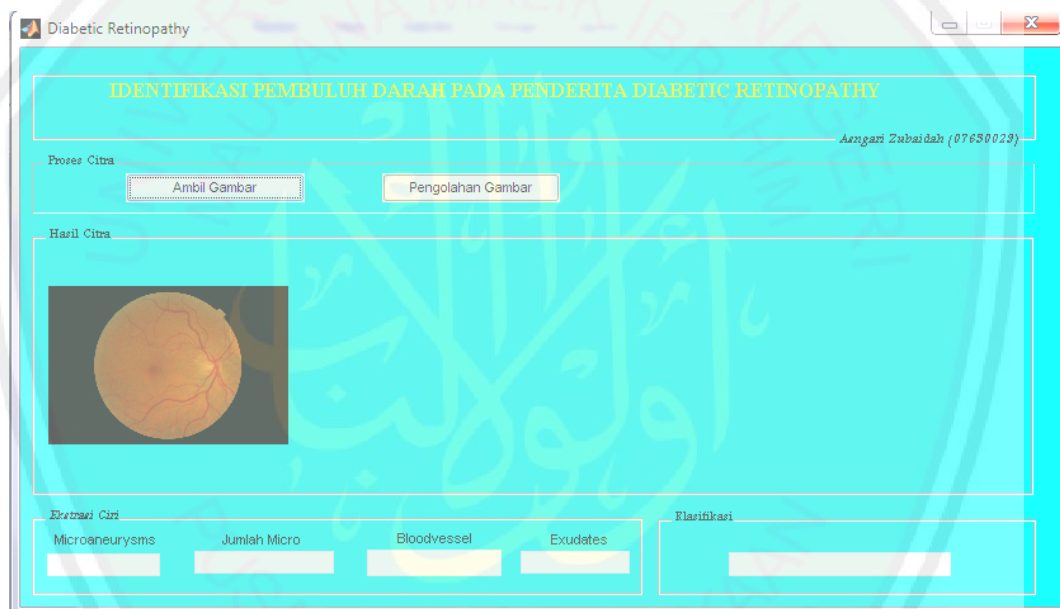 Diabetic Retinopathy
IDENTIFIKASI PEMBULUH DARAH PADA PENDERITA DIABETIC RETINOPATHY
Asngari Zubaidah (07650029)
Proses Citra
Ambil Gambar Pengolahan Gambar
Hasil Citra
Ekstrasi Ciri Klasifikasi
Microaneurysms Jumlah Micro Bloodvessel Exudates